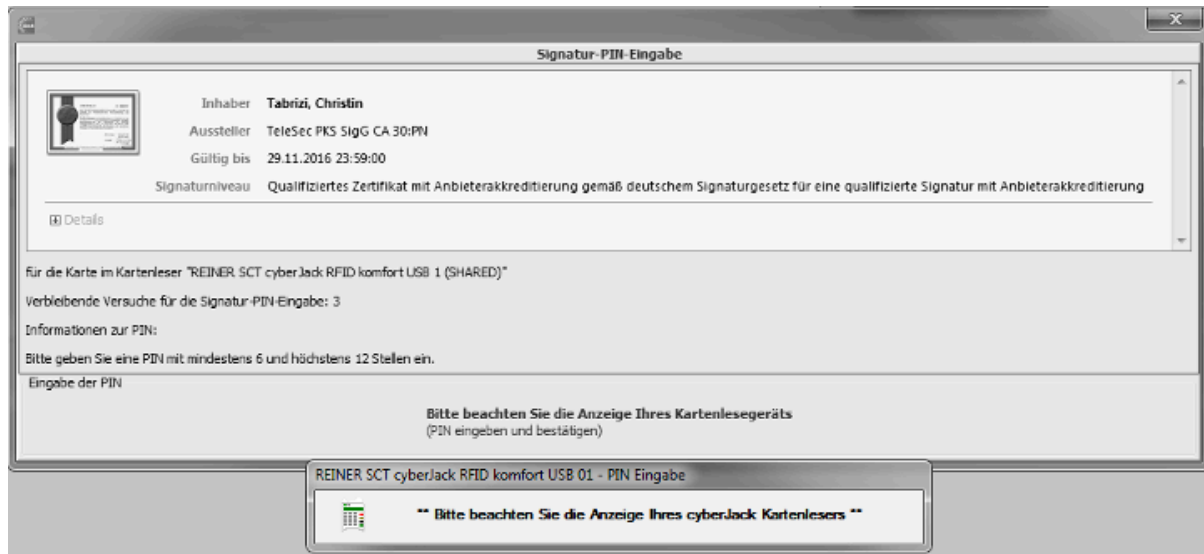 Signatur-PIN-Eingabe
Inhaber Tabrizi, Christin
Aussteller TeleSec PKS SigG CA 30:PN
Gültig bis 29.11.2016 23:59:00
Signaturniveau Qualifiziertes Zertifikat mit Anbieterakkreditierung gemäß deutschem Signaturgesetz für eine qualifizierte Signatur mit Anbieterakkreditierung
Details
für die Karte im Kartenleser "REINER SCT cyberJack RFID komfort USB 1 (SHARED)"
Verbleibende Versuche für die Signatur-PIN-Eingabe: 3
Informationen zur PIN:
Bitte geben Sie eine PIN mit mindestens 6 und höchstens 12 Stellen ein.
Eingabe der PIN
Bitte beachten Sie die Anzeige Ihres Kartenlesegeräts
(PIN eingeben und bestätigen)
REINER SCT cyberJack RFID komfort USB 01 - PIN Eingabe
** Bitte beachten Sie die Anzeige Ihres cyberJack Kartenlesers **